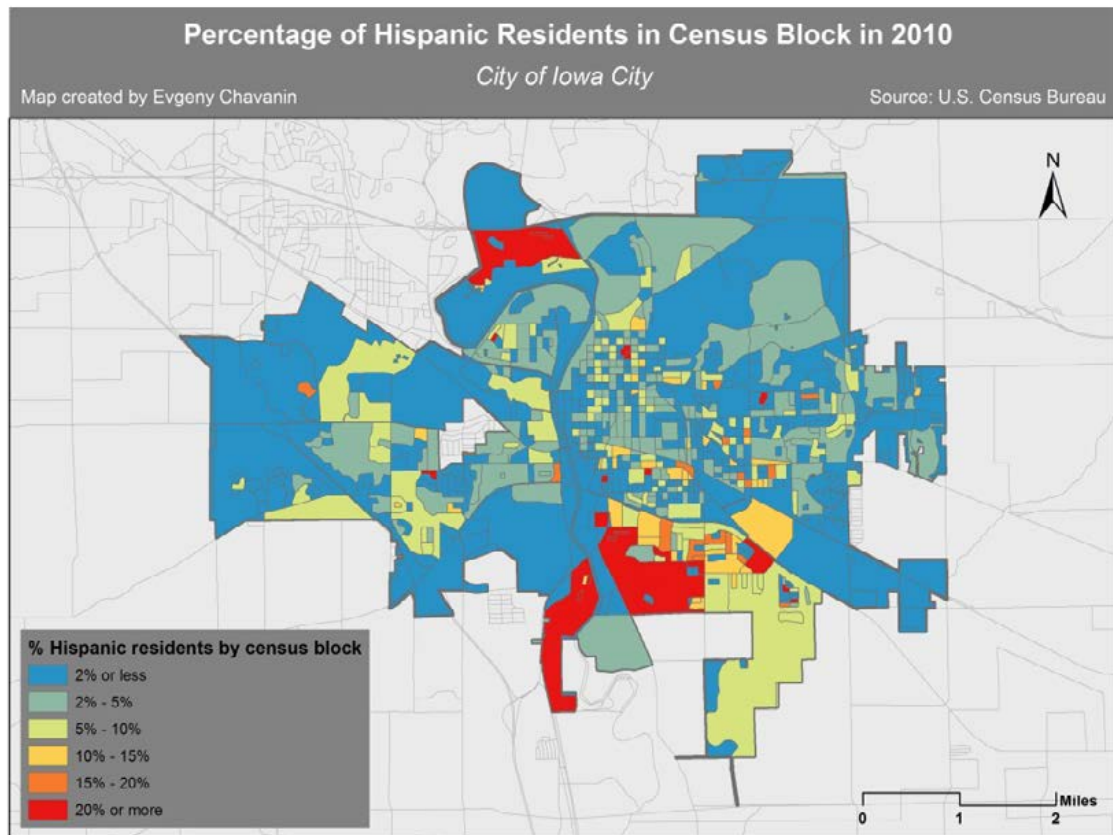 Percentage of Hispanic Residents in Census Block in 2010
City of Iowa City
Map created by Evgeny Chavanin
Source: U.S. Census Bureau
N
% Hispanic residents by census block
2% or less
2% - 5%
5% - 10%
10% - 15%
15% - 20%
20% or more
Miles
0 1 2